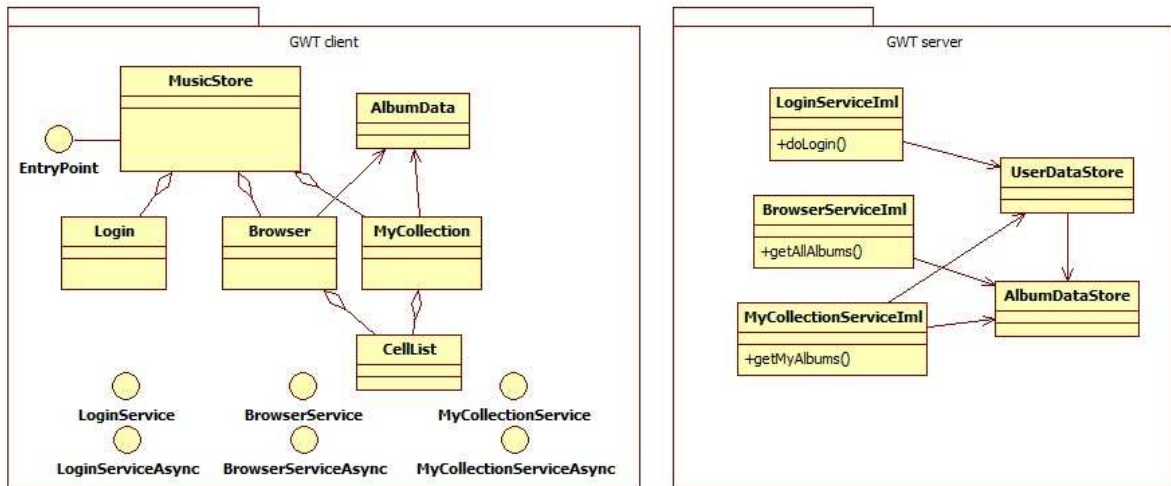 GWT client
MusicStore
AlbumData
EntryPoint
Login
Browser
MyCollection
CellList
LoginService
BrowserService
MyCollectionService
LoginServiceAsync
BrowserServiceAsync
MyCollectionServiceAsync
GWT server
LoginServiceIml
+doLogin()
UserDataStore
BrowserServiceIml
+getAllAlbums()
AlbumDataStore
MyCollectionServiceIml
+getMyAlbums()